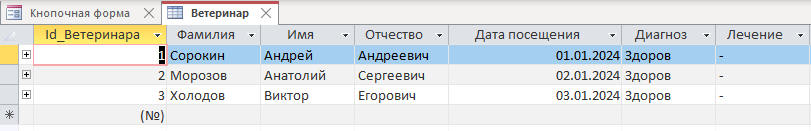 Кнопочная форма Ветеринар
Id_Ветеринара Фамилия Имя Отчество Дата посещения Диагноз Лечение
1 Сорокин Андрей Андреевич 01.01.2024 Здоров -
2 Морозов Анатолий Сергеевич 02.01.2024 Здоров -
3 Холодов Виктор Егорович 03.01.2024 Здоров -
(№)